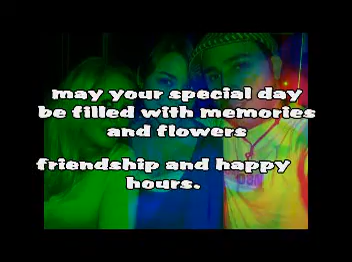 may your special day
be filled with memories
and flowers
friendship and happy
hours.